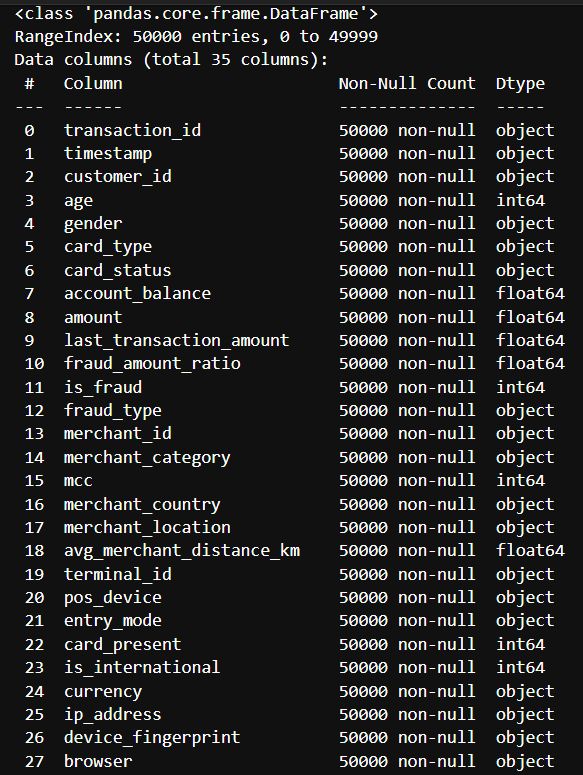 <class 'pandas.core.frame.DataFrame'>
RangeIndex: 50000 entries, 0 to 49999
Data columns (total 35 columns):
 #   Column                     Non-Null Count  Dtype
---  ------                     --------------  -----
 0   transaction_id             50000 non-null  object
 1   timestamp                  50000 non-null  object
 2   customer_id                50000 non-null  object
 3   age                        50000 non-null  int64
 4   gender                     50000 non-null  object
 5   card_type                  50000 non-null  object
 6   card_status                50000 non-null  object
 7   account_balance            50000 non-null  float64
 8   amount                     50000 non-null  float64
 9   last_transaction_amount    50000 non-null  float64
 10  fraud_amount_ratio         50000 non-null  float64
 11  is_fraud                   50000 non-null  int64
 12  fraud_type                 50000 non-null  object
 13  merchant_id                50000 non-null  object
 14  merchant_category          50000 non-null  object
 15  mcc                        50000 non-null  int64
 16  merchant_country           50000 non-null  object
 17  merchant_location          50000 non-null  object
 18  avg_merchant_distance_km   50000 non-null  float64
 19  terminal_id                50000 non-null  object
 20  pos_device                 50000 non-null  object
 21  entry_mode                 50000 non-null  object
 22  card_present               50000 non-null  int64
 23  is_international           50000 non-null  int64
 24  currency                   50000 non-null  object
 25  ip_address                 50000 non-null  object
 26  device_fingerprint         50000 non-null  object
 27  browser                    50000 non-null  object